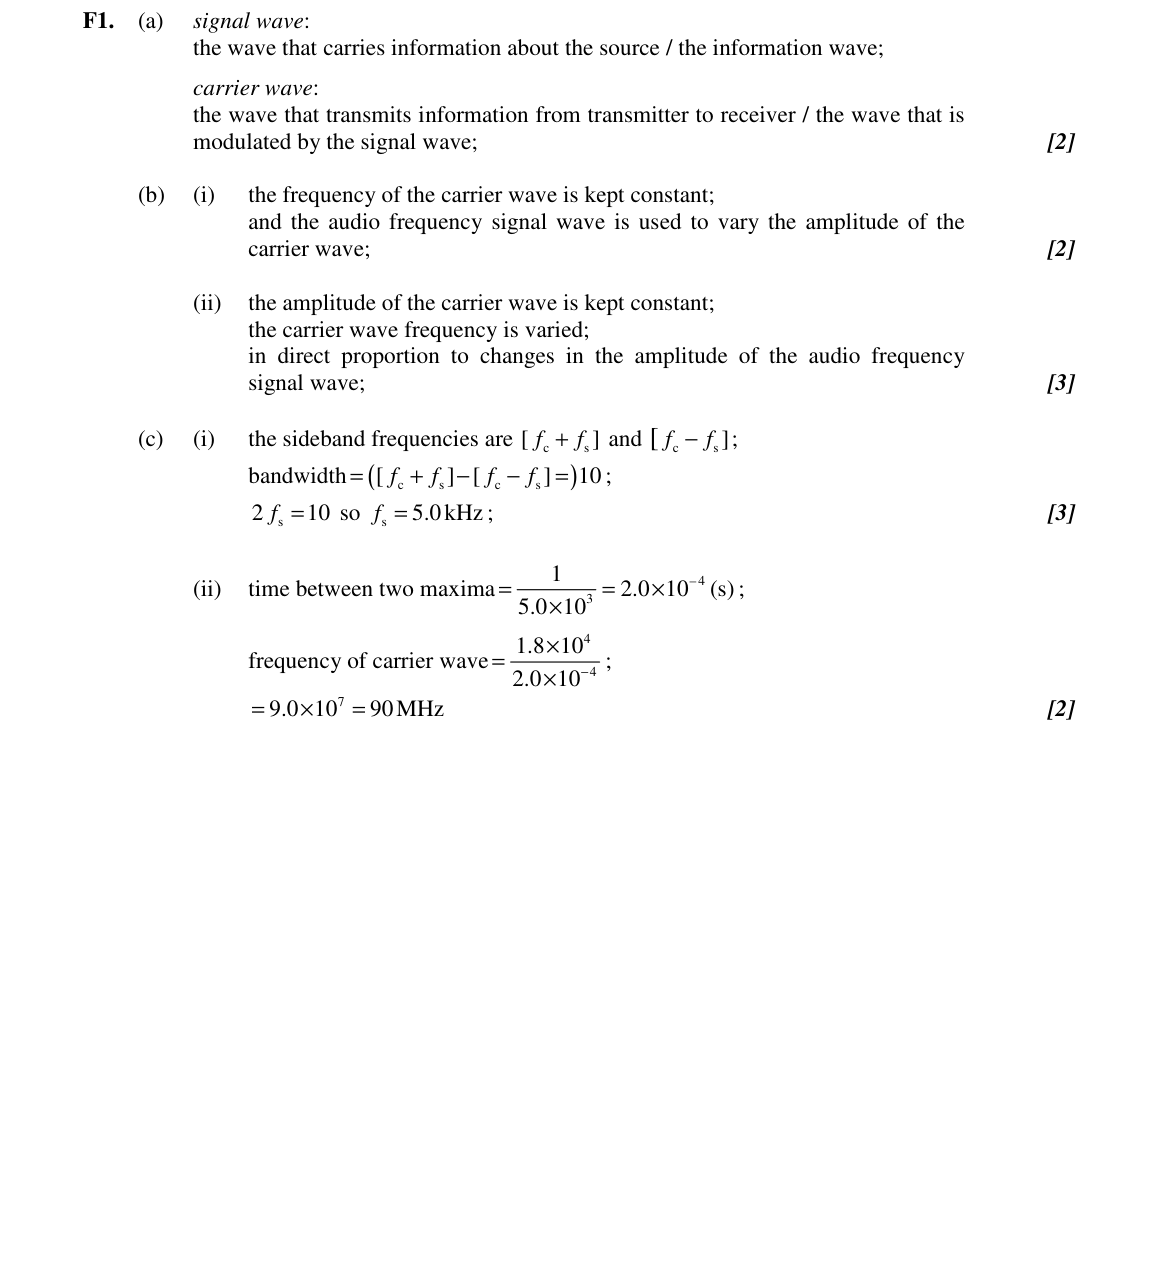 F1. (a) signal wave:
the wave that carries information about the source / the information wave;
carrier wave:
the wave that transmits information from transmitter to receiver / the wave that is
modulated by the signal wave; [2]
(b) (i) the frequency of the carrier wave is kept constant;
and the audio frequency signal wave is used to vary the amplitude of the
carrier wave; [2]
(ii) the amplitude of the carrier wave is kept constant;
the carrier wave frequency is varied;
in direct proportion to changes in the amplitude of the audio frequency
signal wave; [3]
(c) (i) the sideband frequencies are [f_c + f_s] and [f_c − f_s];
bandwidth = ([f_c + f_s] − [f_c − f_s] =)10;
2f_s = 10 so f_s = 5.0 kHz; [3]
(ii) time between two maxima = 1 / 5.0×10³ = 2.0×10⁻⁴ (s);
frequency of carrier wave = 1.8×10⁴ / 2.0×10⁻⁴;
= 9.0×10⁷ = 90 MHz [2]